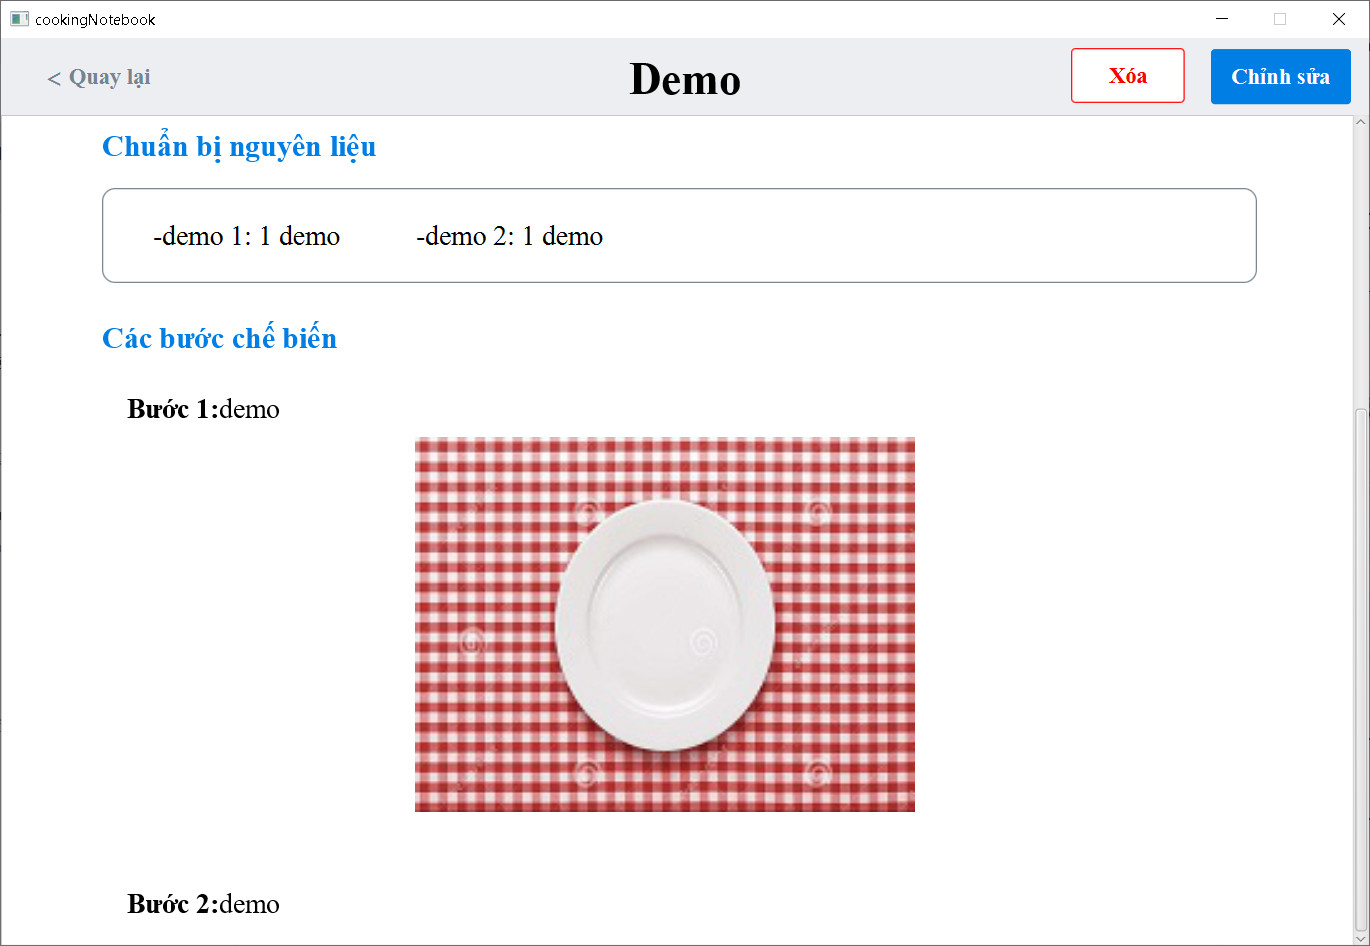 cookingNotebook
< Quay lại
Demo
Xóa
Chỉnh sửa
Chuẩn bị nguyên liệu
-demo 1: 1 demo -demo 2: 1 demo
Các bước chế biến
Bước 1:demo
Bước 2:demo